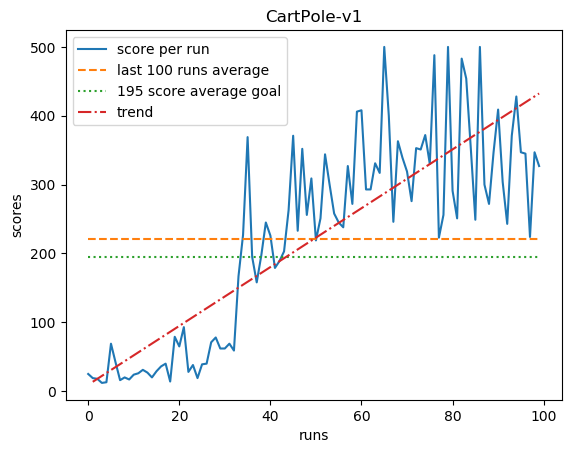 CartPole-v1
score per run
last 100 runs average
195 score average goal
trend
scores
500
400
300
200
100
0
0
20
40
60
80
100
runs